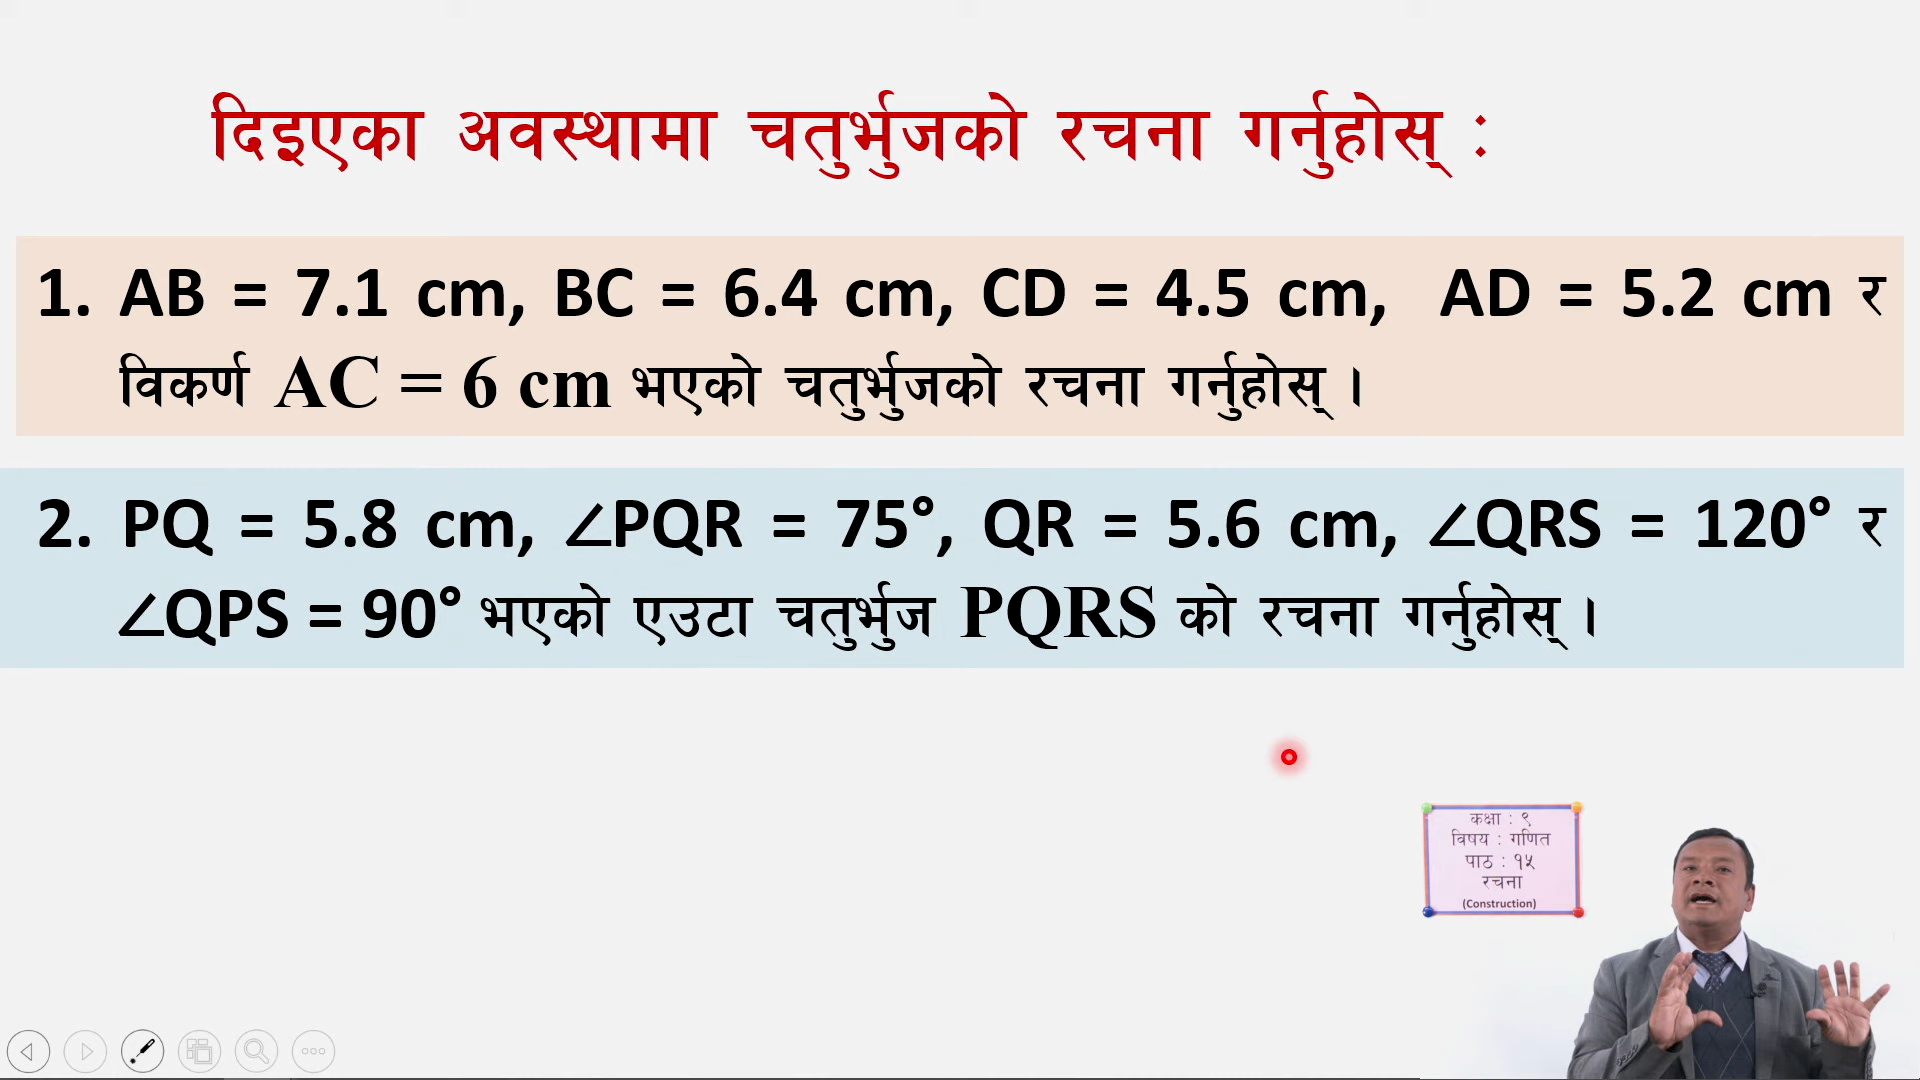 दिइएका अवस्थामा चतुर्भुजको रचना गर्नुहोस् :
1. AB = 7.1 cm, BC = 6.4 cm, CD = 4.5 cm, AD = 5.2 cm र
विकर्ण AC = 6 cm भएको चतुर्भुजको रचना गर्नुहोस् ।
2. PQ = 5.8 cm, ∠PQR = 75°, QR = 5.6 cm, ∠QRS = 120° र
∠QPS = 90° भएको एउटा चतुर्भुज PQRS को रचना गर्नुहोस् ।
कक्षा : ९
विषय : गणित
पाठ : १५
रचना
(Construction)